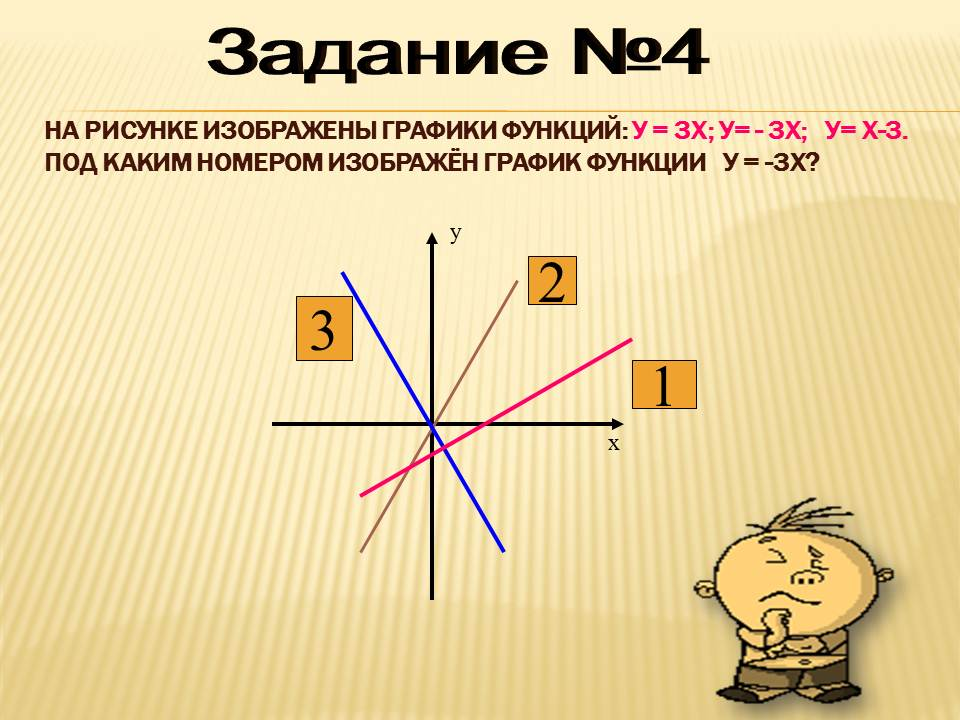 Задание №4
НА РИСУНКЕ ИЗОБРАЖЕНЫ ГРАФИКИ ФУНКЦИЙ: У = 3Х; У= - 3Х; У= Х-3.
ПОД КАКИМ НОМЕРОМ ИЗОБРАЖЁН ГРАФИК ФУНКЦИИ У = -3Х?
у
2
3
1
х